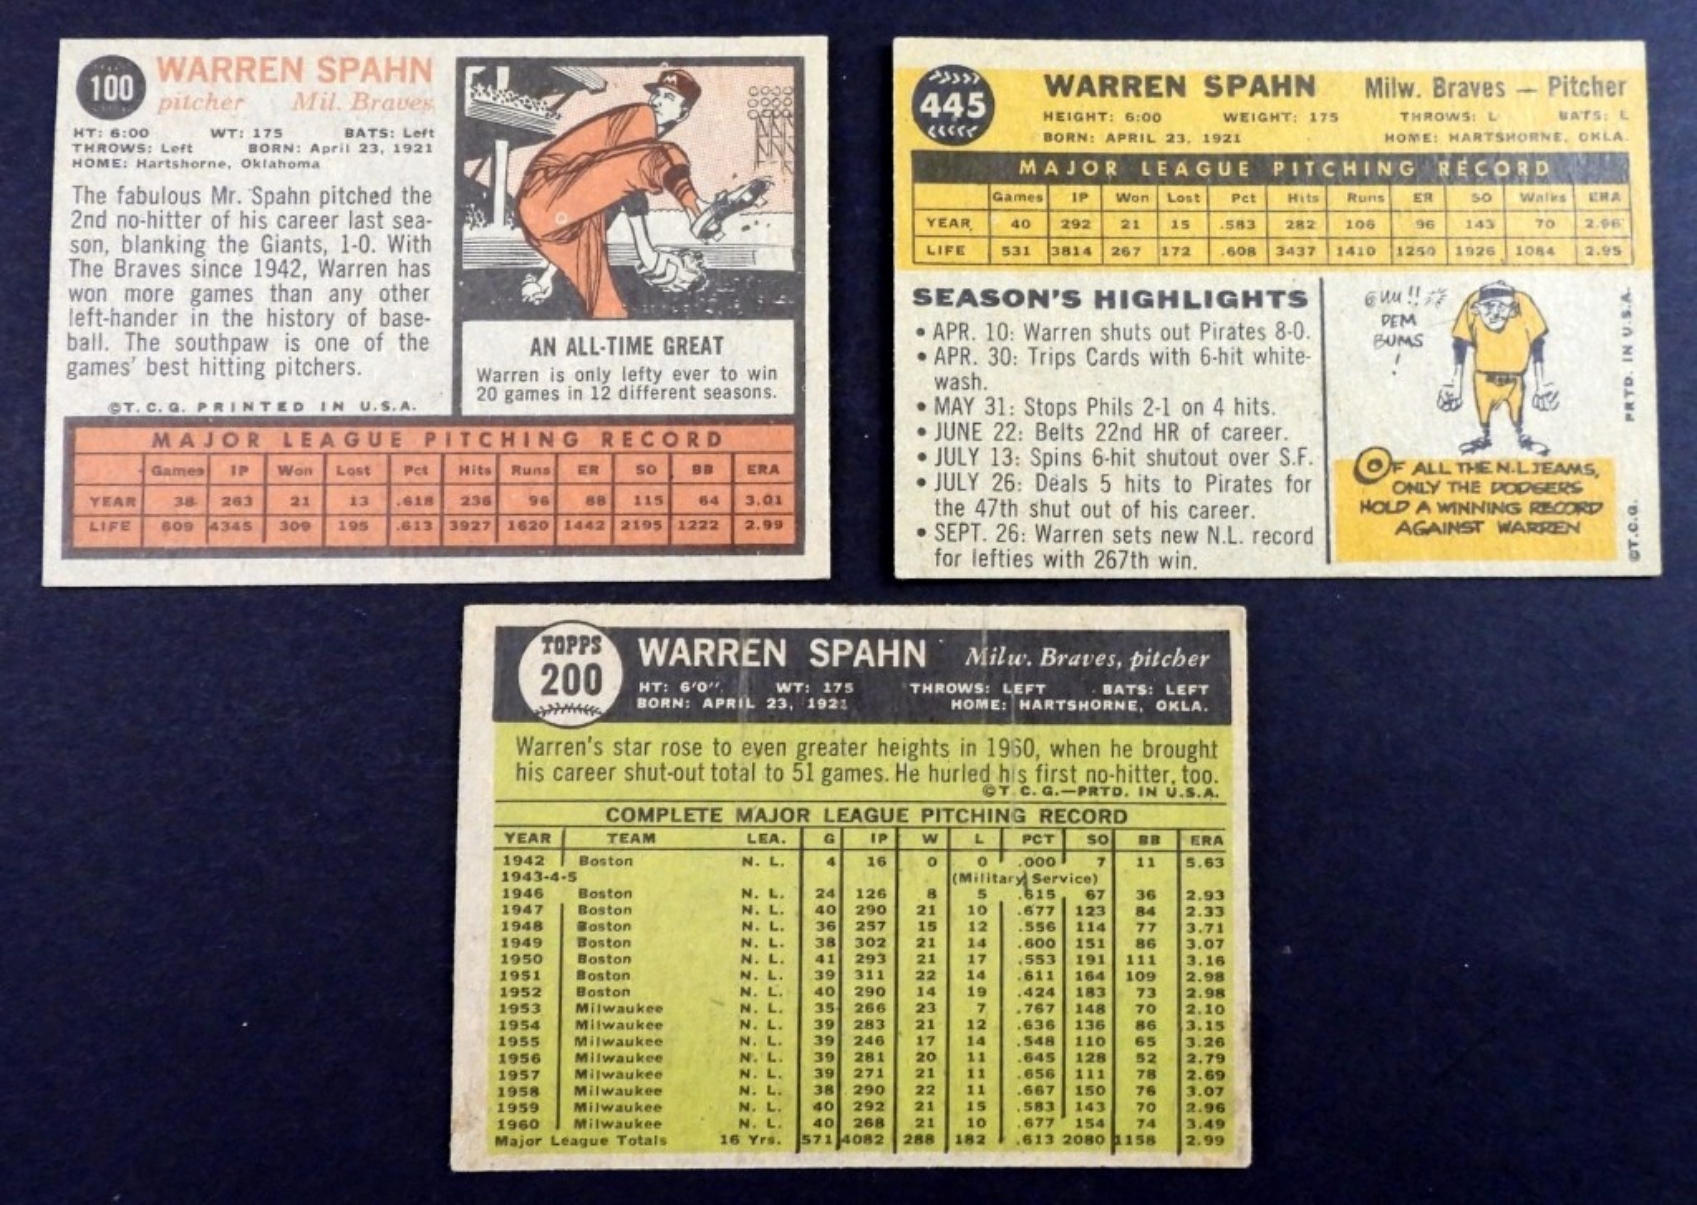 100
WARREN SPAHN
pitcher Mil. Braves
HT: 6:00 WT: 175 BATS: Left
THROWS: Left BORN: April 23, 1921
HOME: Hartshorne, Oklahoma
The fabulous Mr. Spahn pitched the
2nd no-hitter of his career last sea-
son, blanking the Giants, 1-0. With
The Braves since 1942, Warren has
won more games than any other
left-hander in the history of base-
ball. The southpaw is one of the
games' best hitting pitchers.
©T.C.G. PRINTED IN U.S.A.
M
AN ALL-TIME GREAT
Warren is only lefty ever to win
20 games in 12 different seasons.
MAJOR LEAGUE PITCHING RECORD
Games IP Won Lost Pct Hits Runs ER SO BB ERA
YEAR 38 263 21 13 .618 236 96 88 115 64 3.01
LIFE 609 4345 309 195 .613 3927 1620 1442 2195 1222 2.99
445
WARREN SPAHN Milw. Braves — Pitcher
HEIGHT: 6:00 WEIGHT: 175 THROWS: L BATS: L
BORN: APRIL 23, 1921 HOME: HARTSHORNE, OKLA.
MAJOR LEAGUE PITCHING RECORD
Games IP Won Lost Pct Hits Runs ER SO Walks ERA
YEAR 40 292 21 15 .583 282 106 96 143 70 2.96
LIFE 531 3814 267 172 .608 3437 1410 1250 1926 1084 2.95
SEASON'S HIGHLIGHTS
• APR. 10: Warren shuts out Pirates 8-0.
• APR. 30: Trips Cards with 6-hit white-
wash.
• MAY 31: Stops Phils 2-1 on 4 hits.
• JUNE 22: Belts 22nd HR of career.
• JULY 13: Spins 6-hit shutout over S.F.
• JULY 26: Deals 5 hits to Pirates for
the 47th shut out of his career.
• SEPT. 26: Warren sets new N.L. record
for lefties with 267th win.
DEM
BUMS
!
OF ALL THE N.L. TEAMS,
ONLY THE DODGERS
HOLD A WINNING RECORD
AGAINST WARREN
©T.C.G. PRTD. IN U.S.A.
TOPPS
200
WARREN SPAHN Milw. Braves, pitcher
HT: 6'0" WT: 175 THROWS: LEFT BATS: LEFT
BORN: APRIL 23, 1921 HOME: HARTSHORNE, OKLA.
Warren's star rose to even greater heights in 1960, when he brought
his career shut-out total to 51 games. He hurled his first no-hitter, too.
©T.C.G.—PRTD. IN U.S.A.
COMPLETE MAJOR LEAGUE PITCHING RECORD
YEAR TEAM LEA. G IP W L PCT SO BB ERA
1942 Boston N. L. 4 16 0 0 .000 7 11 5.63
1943-4-5 (Military Service)
1946 Boston N. L. 24 126 8 5 .615 67 36 2.93
1947 Boston N. L. 40 290 21 10 .677 123 84 2.33
1948 Boston N. L. 36 257 15 12 .556 114 77 3.71
1949 Boston N. L. 38 302 21 14 .600 151 86 3.07
1950 Boston N. L. 41 293 21 17 .553 191 111 3.16
1951 Boston N. L. 39 311 22 14 .611 164 109 2.98
1952 Boston N. L. 40 290 14 19 .424 183 73 2.98
1953 Milwaukee N. L. 35 266 23 7 .767 148 70 2.10
1954 Milwaukee N. L. 39 283 21 12 .636 136 86 3.15
1955 Milwaukee N. L. 39 246 17 14 .548 110 65 3.26
1956 Milwaukee N. L. 39 281 20 11 .645 128 52 2.79
1957 Milwaukee N. L. 39 271 21 11 .656 111 78 2.69
1958 Milwaukee N. L. 38 290 22 11 .667 150 76 3.07
1959 Milwaukee N. L. 40 292 21 15 .583 143 70 2.96
1960 Milwaukee N. L. 40 268 21 10 .677 154 74 3.49
Major League Totals 16 Yrs. 571 4082 288 182 .613 2080 1158 2.99